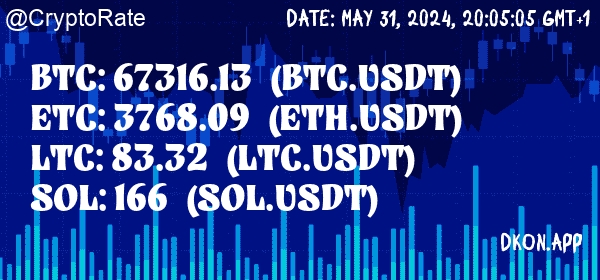 @CryptoRate
DATE: MAY 31, 2024, 20:05:05 GMT+1
BTC: 67316.13 (BTC.USDT)
ETC: 3768.09 (ETH.USDT)
LTC: 83.32 (LTC.USDT)
SOL: 166 (SOL.USDT)
DKON.APP